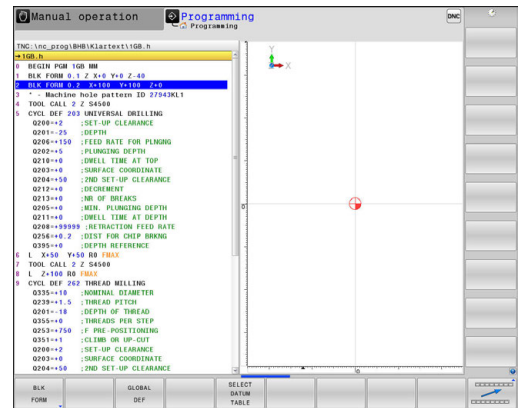 Manual operation
Programming
Programming
DNC
TNC:\nc_prog\BHB\Klartext\1GB.h
→1GB.h
0 BEGIN PGM 1GB MM
1 BLK FORM 0.1 Z X+0 Y+0 Z-40
2 BLK FORM 0.2 X+100 Y+100 Z+0
3 * - Machine hole pattern ID 27943KL1
4 TOOL CALL 2 Z S4500
5 CYCL DEF 203 UNIVERSAL DRILLING
Q200=+2 ;SET-UP CLEARANCE
Q201=-25 ;DEPTH
Q206=+150 ;FEED RATE FOR PLNGNG
Q202=+5 ;PLUNGING DEPTH
Q210=+0 ;DWELL TIME AT TOP
Q203=+0 ;SURFACE COORDINATE
Q204=+50 ;2ND SET-UP CLEARANCE
Q212=+0 ;DECREMENT
Q213=+0 ;NR OF BREAKS
Q205=+0 ;MIN. PLUNGING DEPTH
Q211=+0 ;DWELL TIME AT DEPTH
Q208=+99999 ;RETRACTION FEED RATE
Q256=+0.2 ;DIST FOR CHIP BRKNG
Q395=+0 ;DEPTH REFERENCE
6 L X+50 Y+50 R0 FMAX
7 TOOL CALL 2 Z S4500
8 L Z+100 R0 FMAX
9 CYCL DEF 262 THREAD MILLING
Q335=+10 ;NOMINAL DIAMETER
Q239=+1.5 ;THREAD PITCH
Q201=-18 ;DEPTH OF THREAD
Q355=+0 ;THREADS PER STEP
Q253=+750 ;F PRE-POSITIONING
Q351=+1 ;CLIMB OR UP-CUT
Q200=+2 ;SET-UP CLEARANCE
Q203=+0 ;SURFACE COORDINATE
Q204=+50 ;2ND SET-UP CLEARANCE
Y
X
0
0
BLK
FORM
GLOBAL
DEF
SELECT
DATUM
TABLE